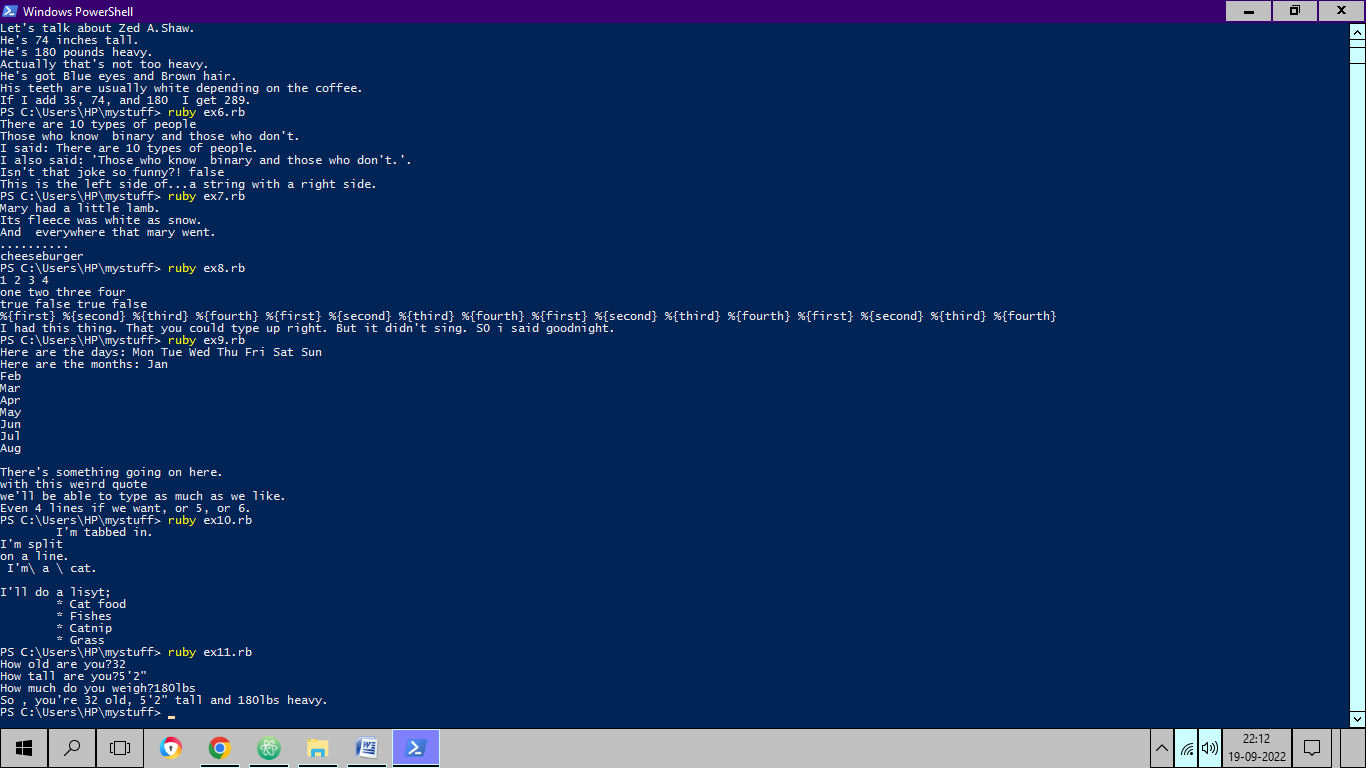 Windows PowerShell
Let's talk about Zed A.Shaw.
He's 74 inches tall.
He's 180 pounds heavy.
Actually that's not too heavy.
He's got Blue eyes and Brown hair.
His teeth are usually white depending on the coffee.
If I add 35, 74, and 180  I get 289.
PS C:\Users\HP\mystuff> ruby ex6.rb
There are 10 types of people
Those who know  binary and those who don't.
I said: There are 10 types of people.
I also said: 'Those who know  binary and those who don't.'.
Isn't that joke so funny?! false
This is the left side of...a string with a right side.
PS C:\Users\HP\mystuff> ruby ex7.rb
Mary had a little lamb.
Its fleece was white as snow.
And  everywhere that mary went.
..........
cheeseburger
PS C:\Users\HP\mystuff> ruby ex8.rb
1 2 3 4
one two three four
true false true false
%{first} %{second} %{third} %{fourth} %{first} %{second} %{third} %{fourth} %{first} %{second} %{third} %{fourth} %{first} %{second} %{third} %{fourth}
I had this thing. That you could type up right. But it didn't sing. SO i said goodnight.
PS C:\Users\HP\mystuff> ruby ex9.rb
Here are the days: Mon Tue Wed Thu Fri Sat Sun
Here are the months: Jan
Feb
Mar
Apr
May
Jun
Jul
Aug

There's something going on here.
with this weird quote
we'll be able to type as much as we like.
Even 4 lines if we want, or 5, or 6.
PS C:\Users\HP\mystuff> ruby ex10.rb
        I'm tabbed in.
I'm split
on a line.
 I'm\ a \ cat.

I'll do a lisyt;
        * Cat food
        * Fishes
        * Catnip
        * Grass
PS C:\Users\HP\mystuff> ruby ex11.rb
How old are you?32
How tall are you?5'2"
How much do you weigh?180lbs
So , you're 32 old, 5'2" tall and 180lbs heavy.
PS C:\Users\HP\mystuff>
22:12
19-09-2022